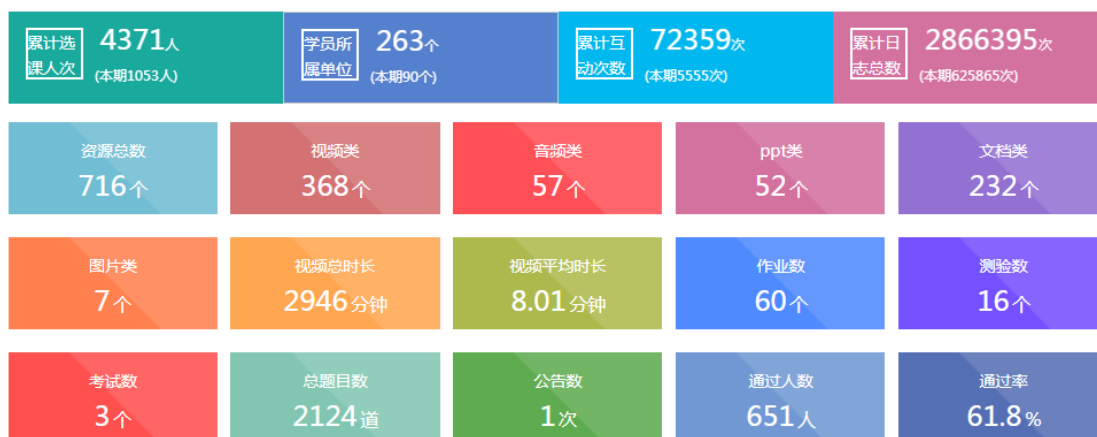 累计选
课人次
4371人
(本期1053人)
学员所
属单位
263个
(本期90个)
累计互
动次数
72359次
(本期5555次)
累计日
志总数
2866395次
(本期625865次)
资源总数
716个
视频类
368个
音频类
57个
ppt类
52个
文档类
232个
图片类
7个
视频总时长
2946分钟
视频平均时长
8.01分钟
作业数
60个
测验数
16个
考试数
3个
总题目数
2124道
公告数
1次
通过人数
651人
通过率
61.8%